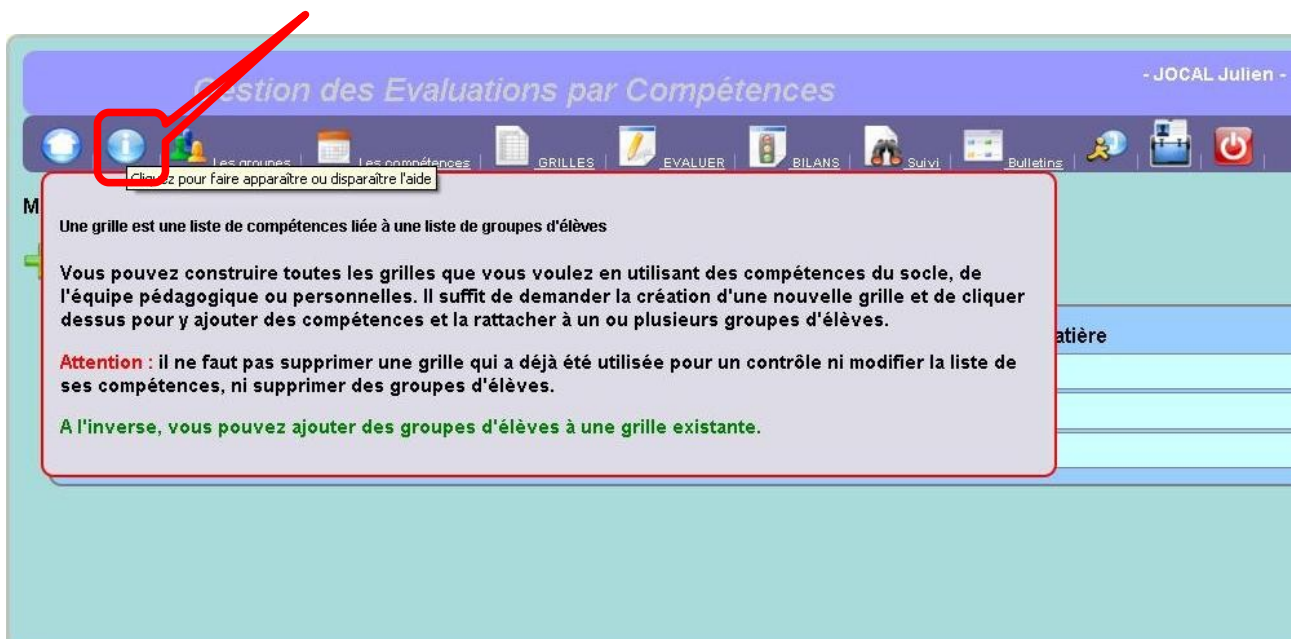 Gestion des Evaluations par Compétences
- JOCAL Julien -
Les groupes | Les compétences | GRILLES | EVALUER | BILANS | Suivi | Bulletins
Cliquez pour faire apparaître ou disparaître l'aide
M
Une grille est une liste de compétences liée à une liste de groupes d'élèves
Vous pouvez construire toutes les grilles que vous voulez en utilisant des compétences du socle, de
l'équipe pédagogique ou personnelles. Il suffit de demander la création d'une nouvelle grille et de cliquer
dessus pour y ajouter des compétences et la rattacher à un ou plusieurs groupes d'élèves.
atière
Attention : il ne faut pas supprimer une grille qui a déjà été utilisée pour un contrôle ni modifier la liste de
ses compétences, ni supprimer des groupes d'élèves.
A l'inverse, vous pouvez ajouter des groupes d'élèves à une grille existante.